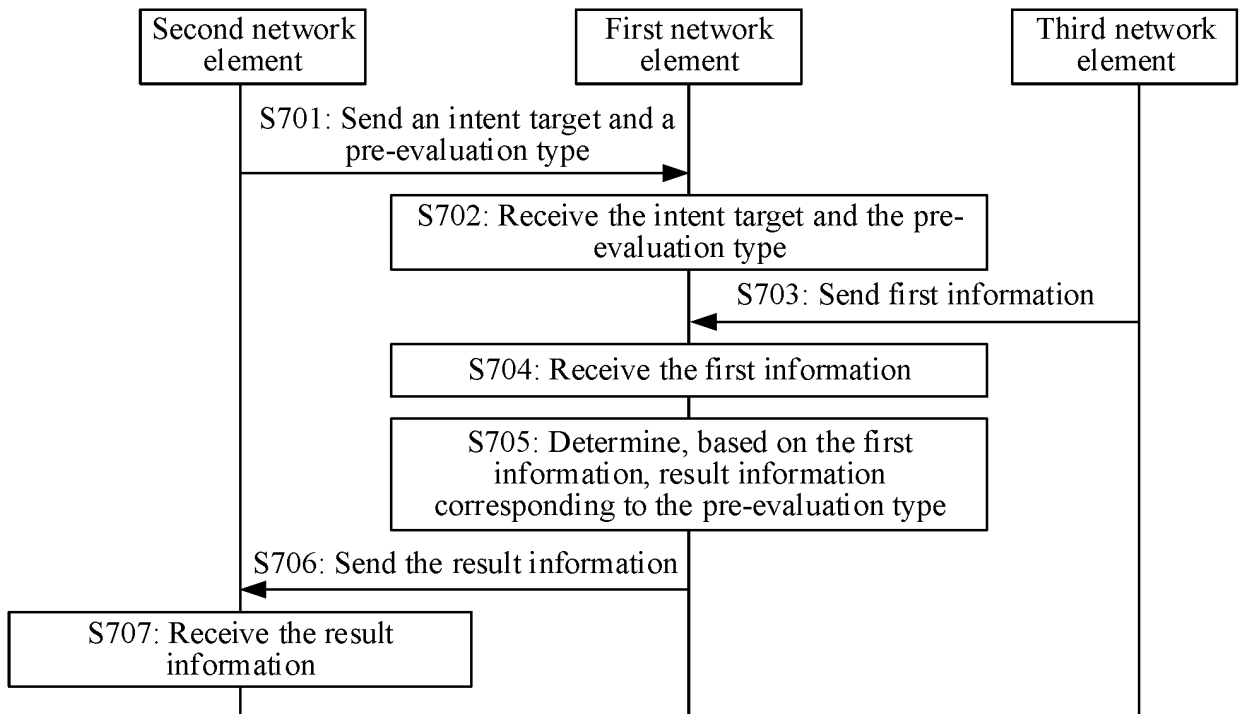 Second network
element
First network
element
Third network
element
S701: Send an intent target and a
pre-evaluation type
S702: Receive the intent target and the pre-
evaluation type
S703: Send first information
S704: Receive the first information
S705: Determine, based on the first
information, result information
corresponding to the pre-evaluation type
S706: Send the result information
S707: Receive the result
information